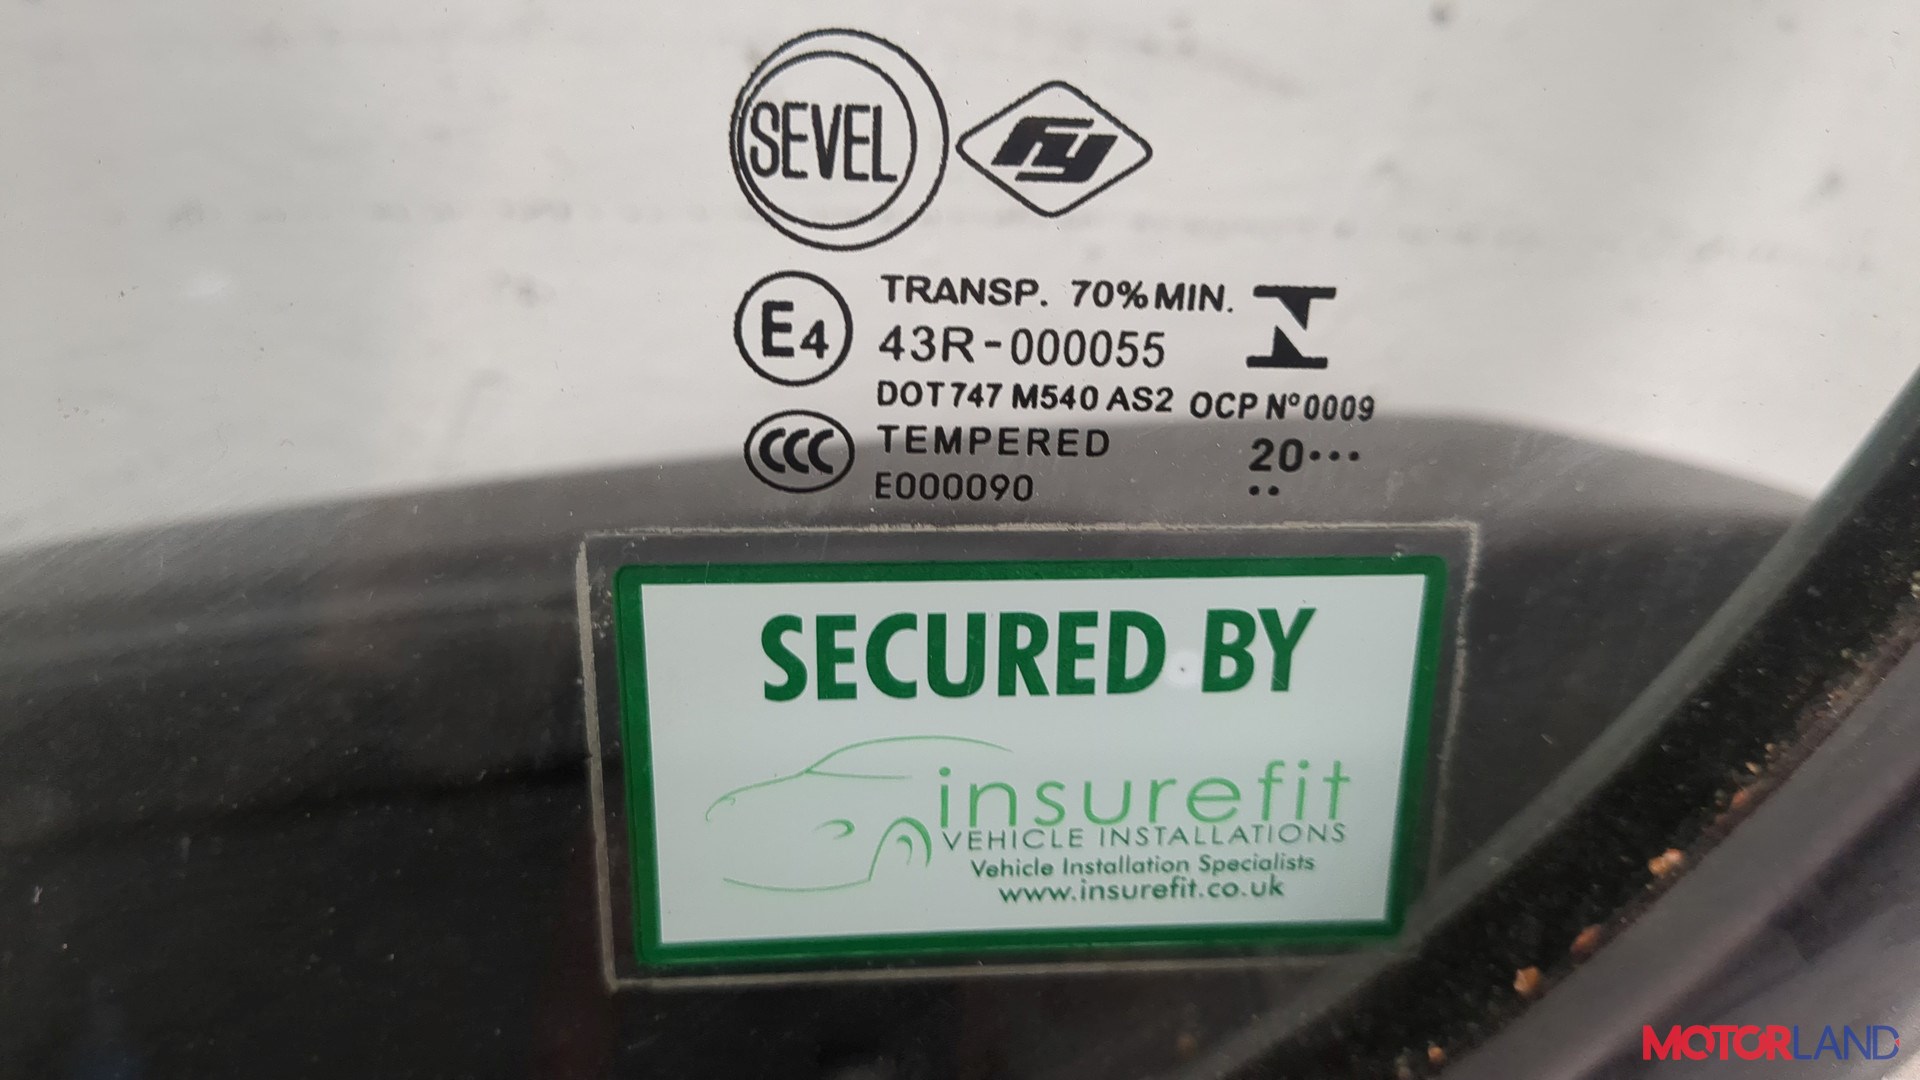 SEVEL fy
E4 TRANSP. 70% MIN.
43R-000055
DOT 747 M540 AS2 OCP Nº 0009
CCC TEMPERED 20•••
E000090 ••
SECURED BY
insurefit
VEHICLE INSTALLATIONS
Vehicle Installation Specialists
www.insurefit.co.uk
MOTORLAND